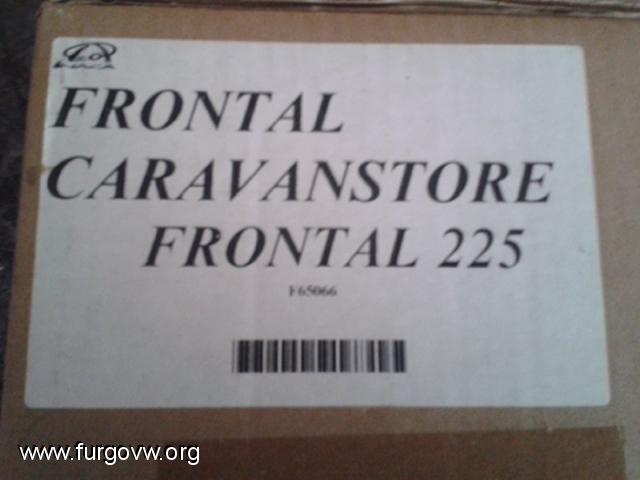 FRONTAL
CARAVANSTORE
FRONTAL 225
F65066
www.furgovw.org